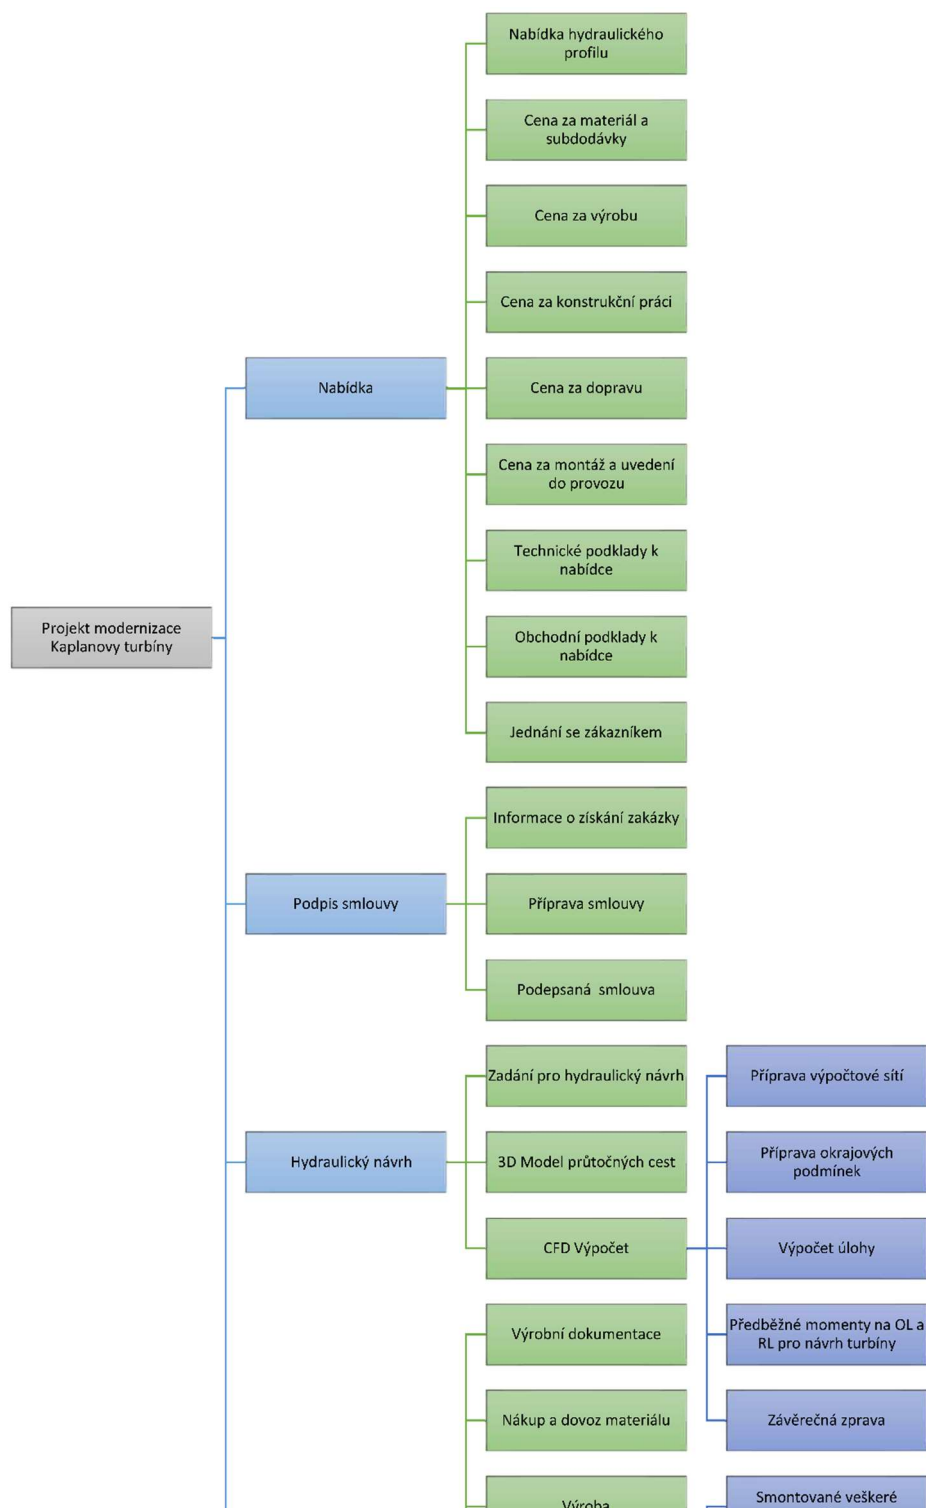 Nabídka hydraulického
profilu
Cena za materiál a
subdodávky
Cena za výrobu
Cena za konstrukční práci
Nabídka
Cena za dopravu
Cena za montáž a uvedení
do provozu
Technické podklady k
nabídce
Projekt modernizace
Kaplanovy turbíny
Obchodní podklady k
nabídce
Jednání se zákazníkem
Informace o získání zakázky
Podpis smlouvy
Příprava smlouvy
Podepsaná smlouva
Zadání pro hydraulický návrh
Příprava výpočtové sítí
Hydraulický návrh
3D Model průtočných cest
Příprava okrajových
podmínek
CFD Výpočet
Výpočet úlohy
Výrobní dokumentace
Předběžné momenty na OL a
RL pro návrh turbíny
Nákup a dovoz materiálu
Závěrečná zpráva
Výroba
Smontované veškeré